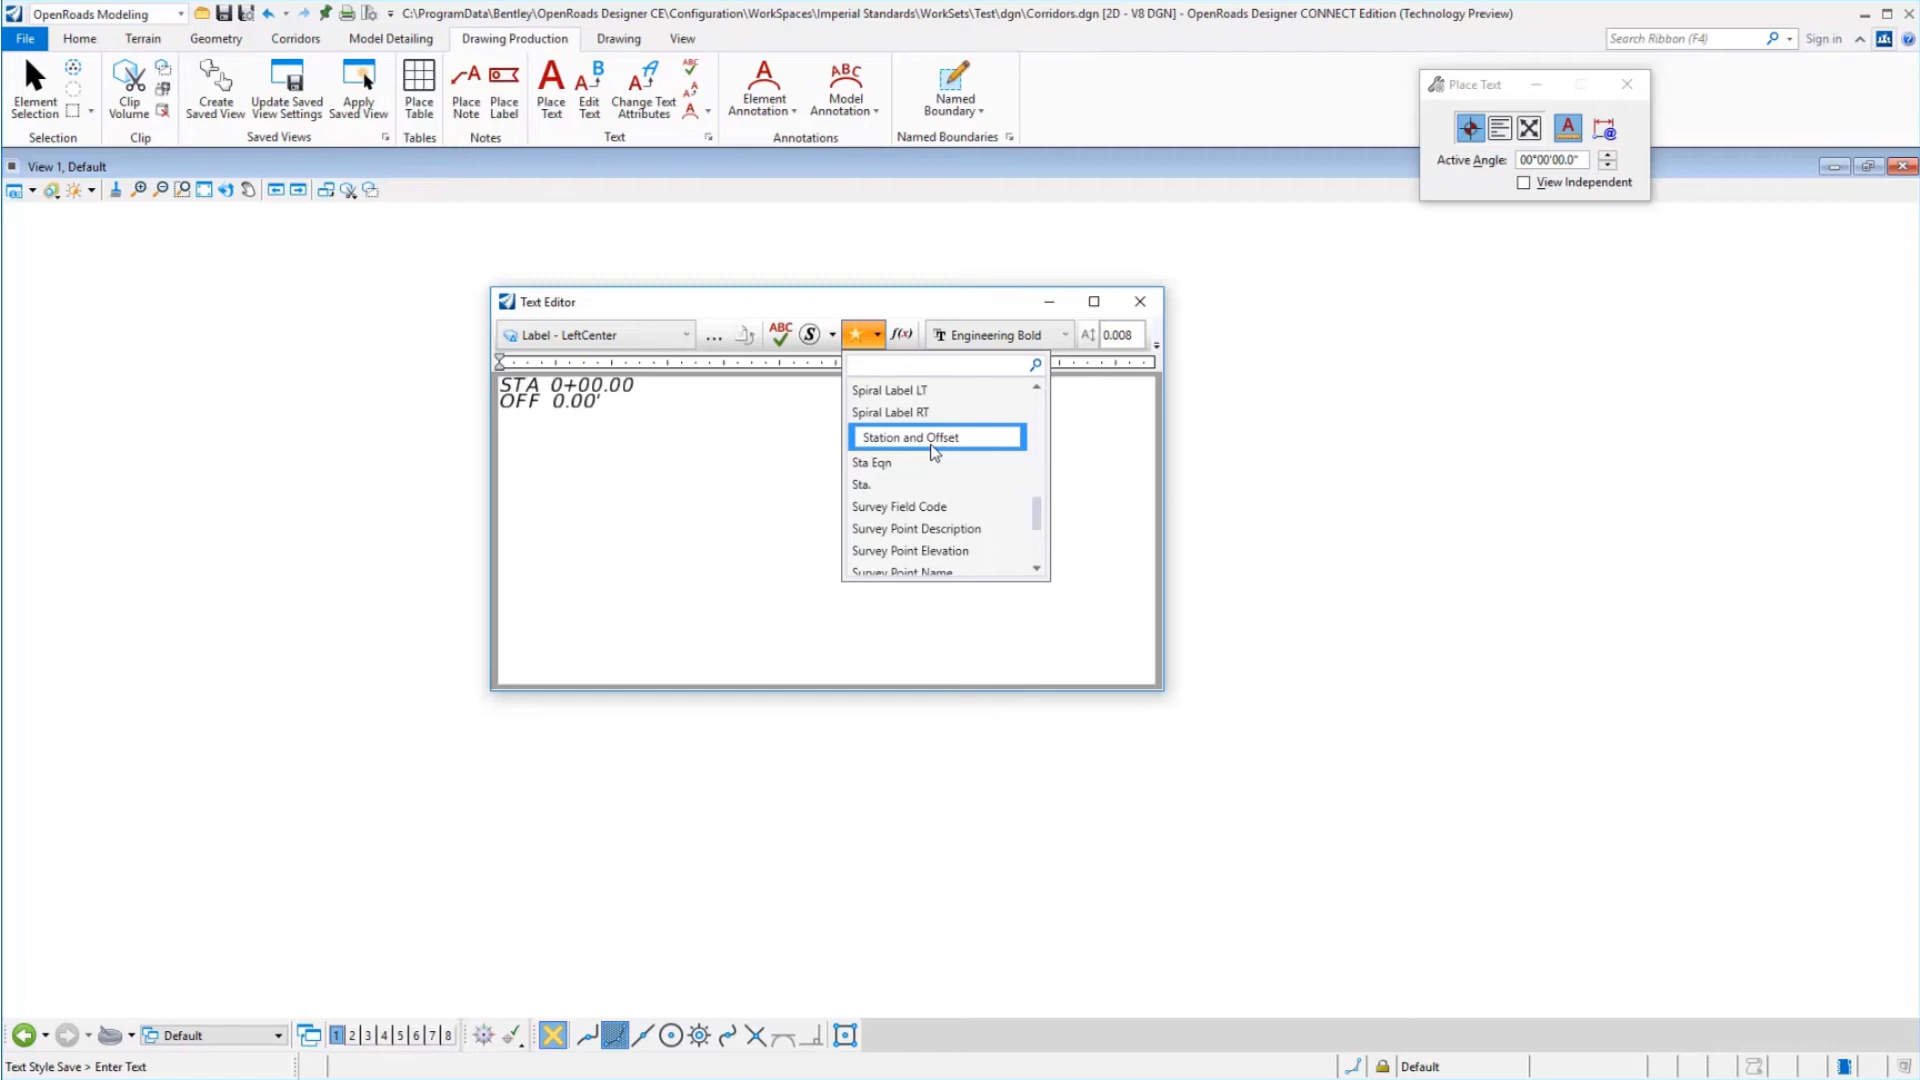 OpenRoads Modeling
C:\ProgramData\Bentley\OpenRoads Designer CE\Configuration\WorkSpaces\Imperial Standards\WorkSets\Test\dgn\Corridors.dgn [2D - V8 DGN] - OpenRoads Designer CONNECT Edition (Technology Preview)
File Home Terrain Geometry Corridors Model Detailing Drawing Production Drawing View Search Ribbon (F4) Sign in
Element Selection
Clip Volume
Create Saved View
Update Saved View Settings
Apply Saved View
Place Table
Place Note
Place Label
Place Text
Edit Text
Change Text Attributes
Element Annotation
Model Annotation
Named Boundary
Selection Clip Saved Views Tables Notes Text Annotations Named Boundaries
Place Text
Active Angle: 00°00'00.0"
View Independent
View 1, Default
Text Editor
Label - LeftCenter ... ABC S f(x) Engineering Bold 0.008
STA 0+00.00
OFF 0.00'
Spiral Label LT
Spiral Label RT
Station and Offset
Sta Eqn
Sta.
Survey Field Code
Survey Point Description
Survey Point Elevation
Survey Point Name
Default 1 2 3 4 5 6 7 8
Text Style Save > Enter Text
Default